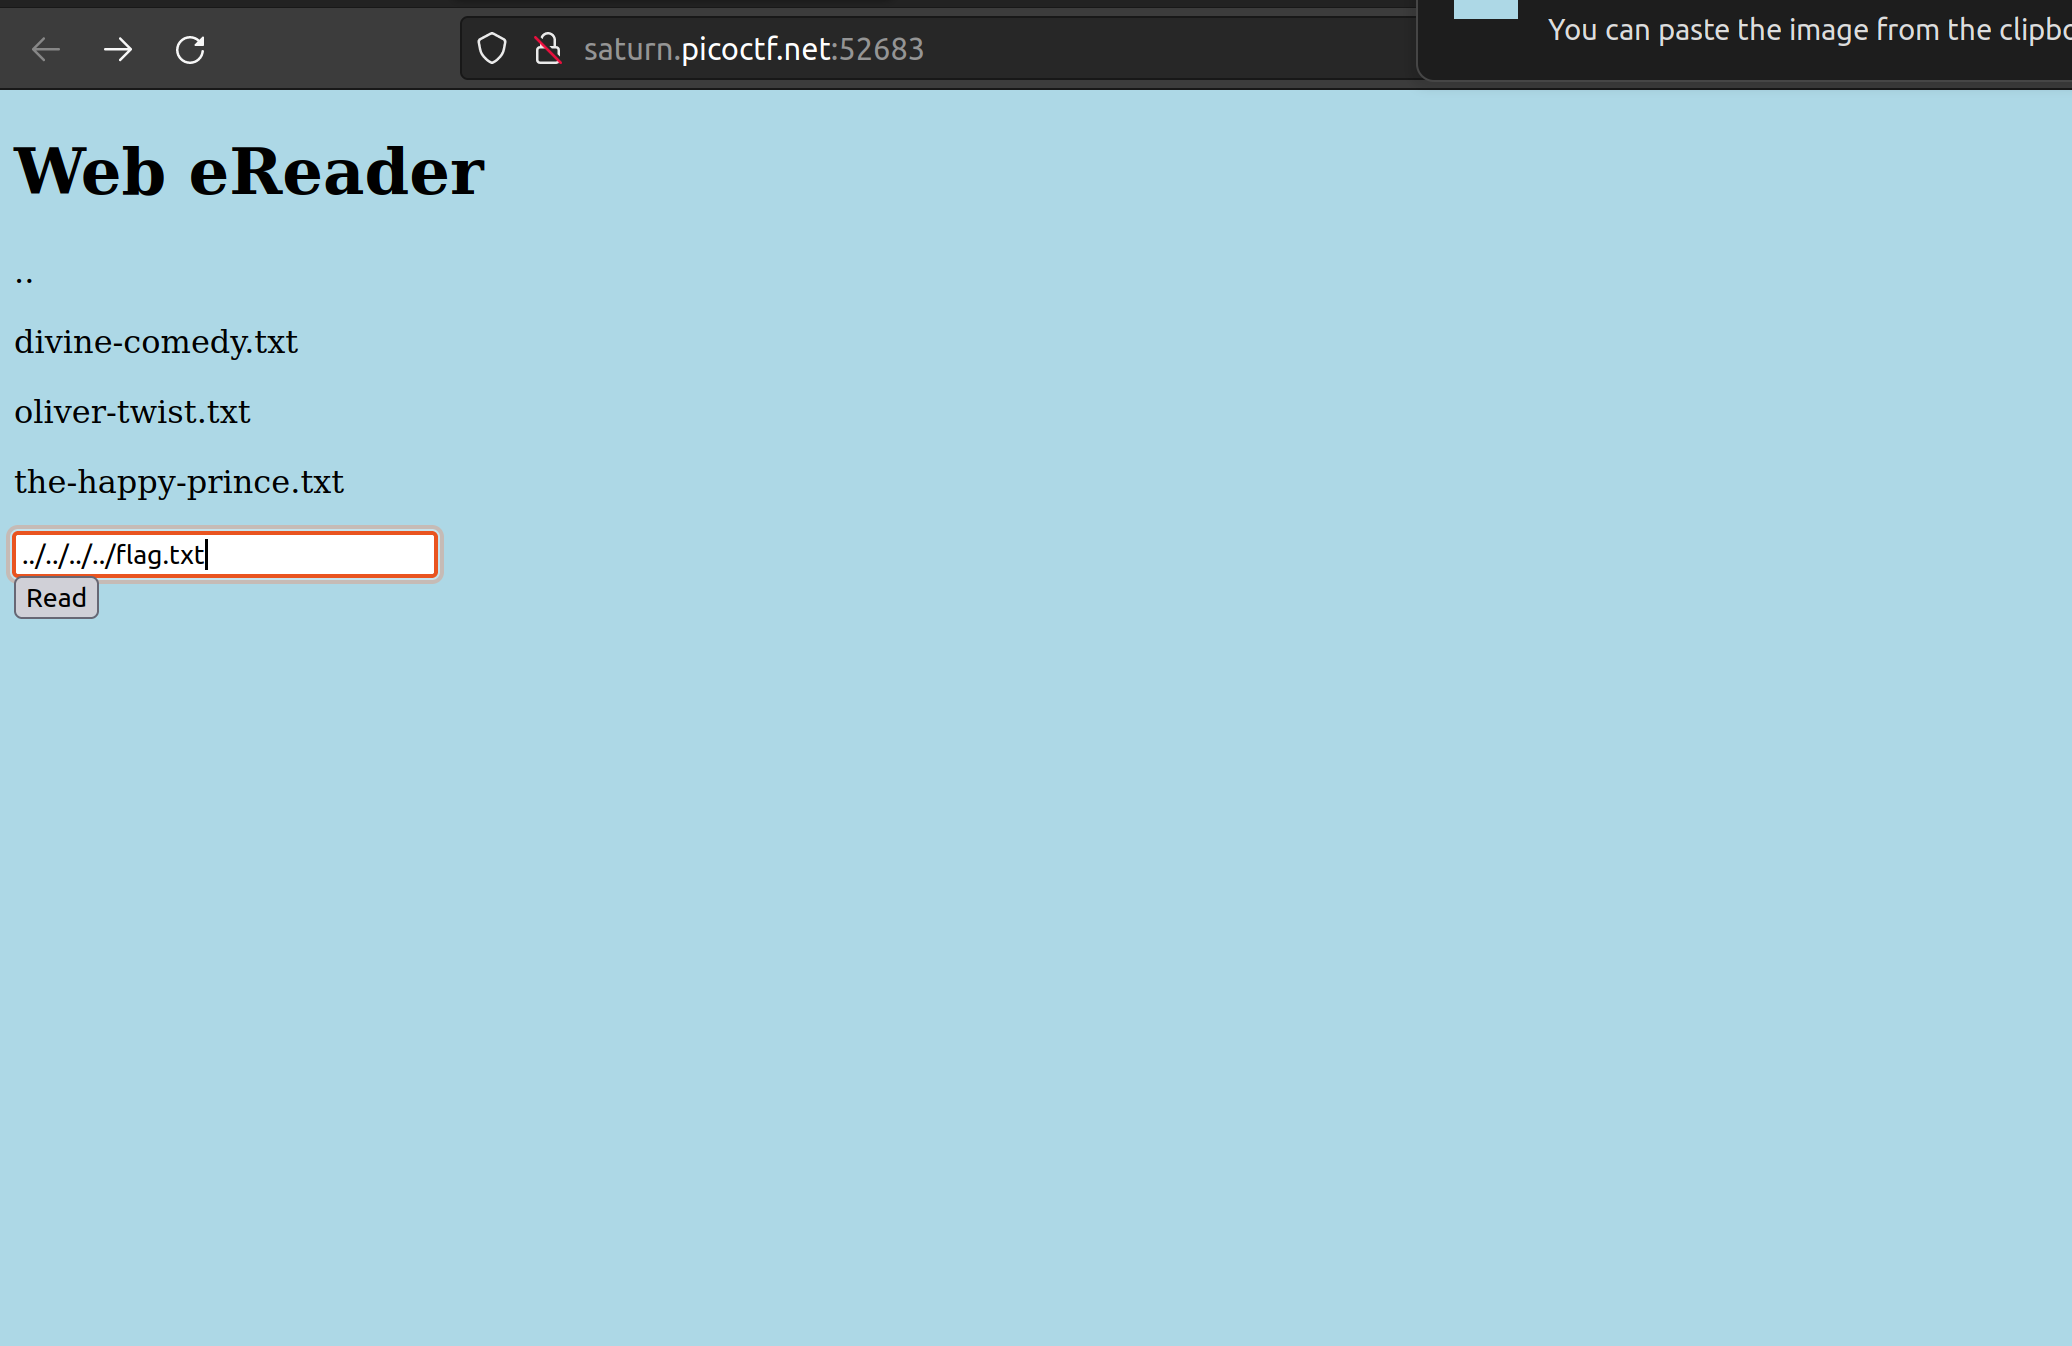 You can paste the image from the clipbo
saturn.picoctf.net:52683
Web eReader
..
divine-comedy.txt
oliver-twist.txt
the-happy-prince.txt
../../../../flag.txt
Read